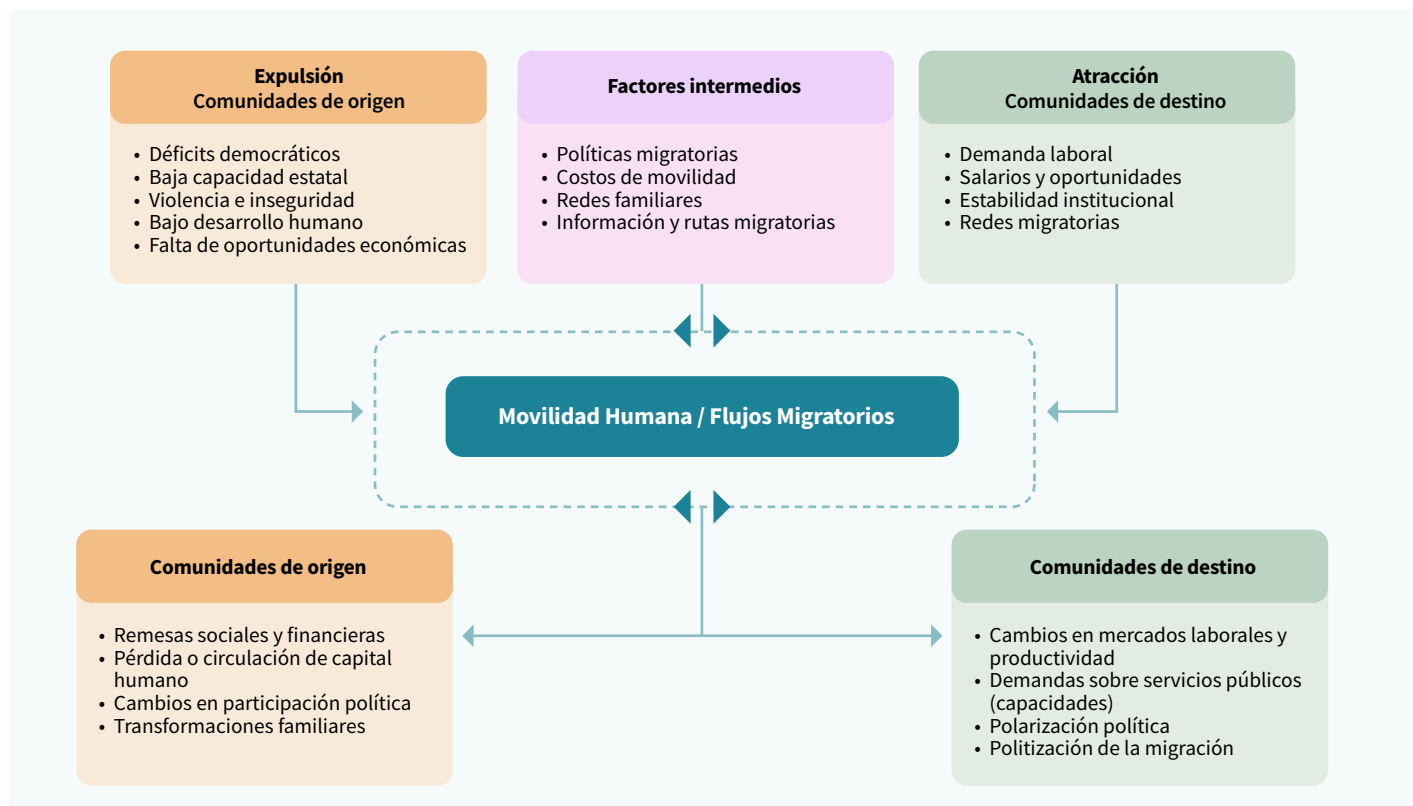 Expulsión
Comunidades de origen
• Déficits democráticos
• Baja capacidad estatal
• Violencia e inseguridad
• Bajo desarrollo humano
• Falta de oportunidades económicas
Factores intermedios
• Políticas migratorias
• Costos de movilidad
• Redes familiares
• Información y rutas migratorias
Atracción
Comunidades de destino
• Demanda laboral
• Salarios y oportunidades
• Estabilidad institucional
• Redes migratorias
Movilidad Humana / Flujos Migratorios
Comunidades de origen
• Remesas sociales y financieras
• Pérdida o circulación de capital
humano
• Cambios en participación política
• Transformaciones familiares
Comunidades de destino
• Cambios en mercados laborales y
productividad
• Demandas sobre servicios públicos
(capacidades)
• Polarización política
• Politización de la migración